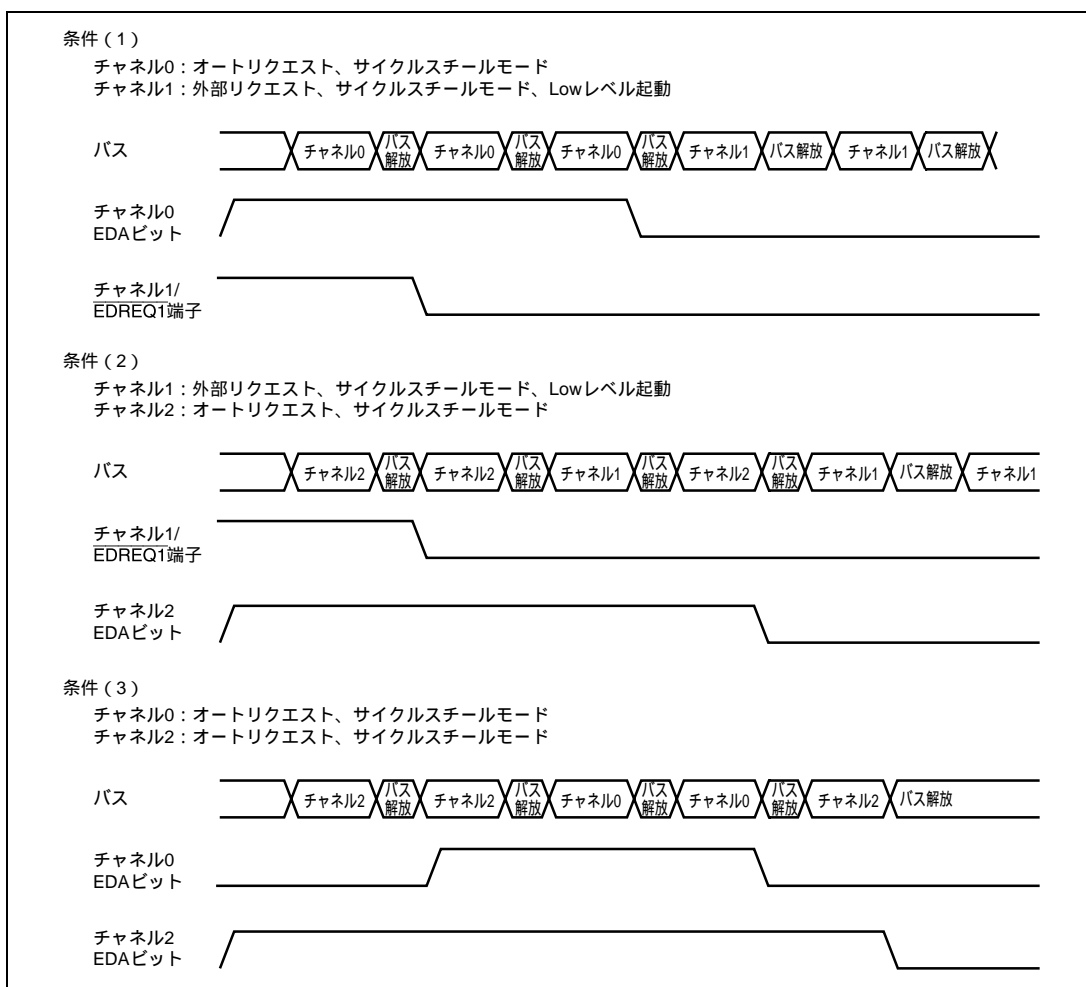 条件（1）
チャネル0：オートリクエスト、サイクルスチールモード
チャネル1：外部リクエスト、サイクルスチールモード、Lowレベル起動
バス
チャネル0 バス解放 チャネル0 バス解放 チャネル0 バス解放 チャネル1 バス解放 チャネル1 バス解放
チャネル0
EDAビット
チャネル1/
EDREQ1端子
条件（2）
チャネル1：外部リクエスト、サイクルスチールモード、Lowレベル起動
チャネル2：オートリクエスト、サイクルスチールモード
バス
チャネル2 バス解放 チャネル2 バス解放 チャネル1 バス解放 チャネル2 バス解放 チャネル1 バス解放 チャネル1
チャネル1/
EDREQ1端子
チャネル2
EDAビット
条件（3）
チャネル0：オートリクエスト、サイクルスチールモード
チャネル2：オートリクエスト、サイクルスチールモード
バス
チャネル2 バス解放 チャネル2 バス解放 チャネル0 バス解放 チャネル0 バス解放 チャネル2 バス解放
チャネル0
EDAビット
チャネル2
EDAビット